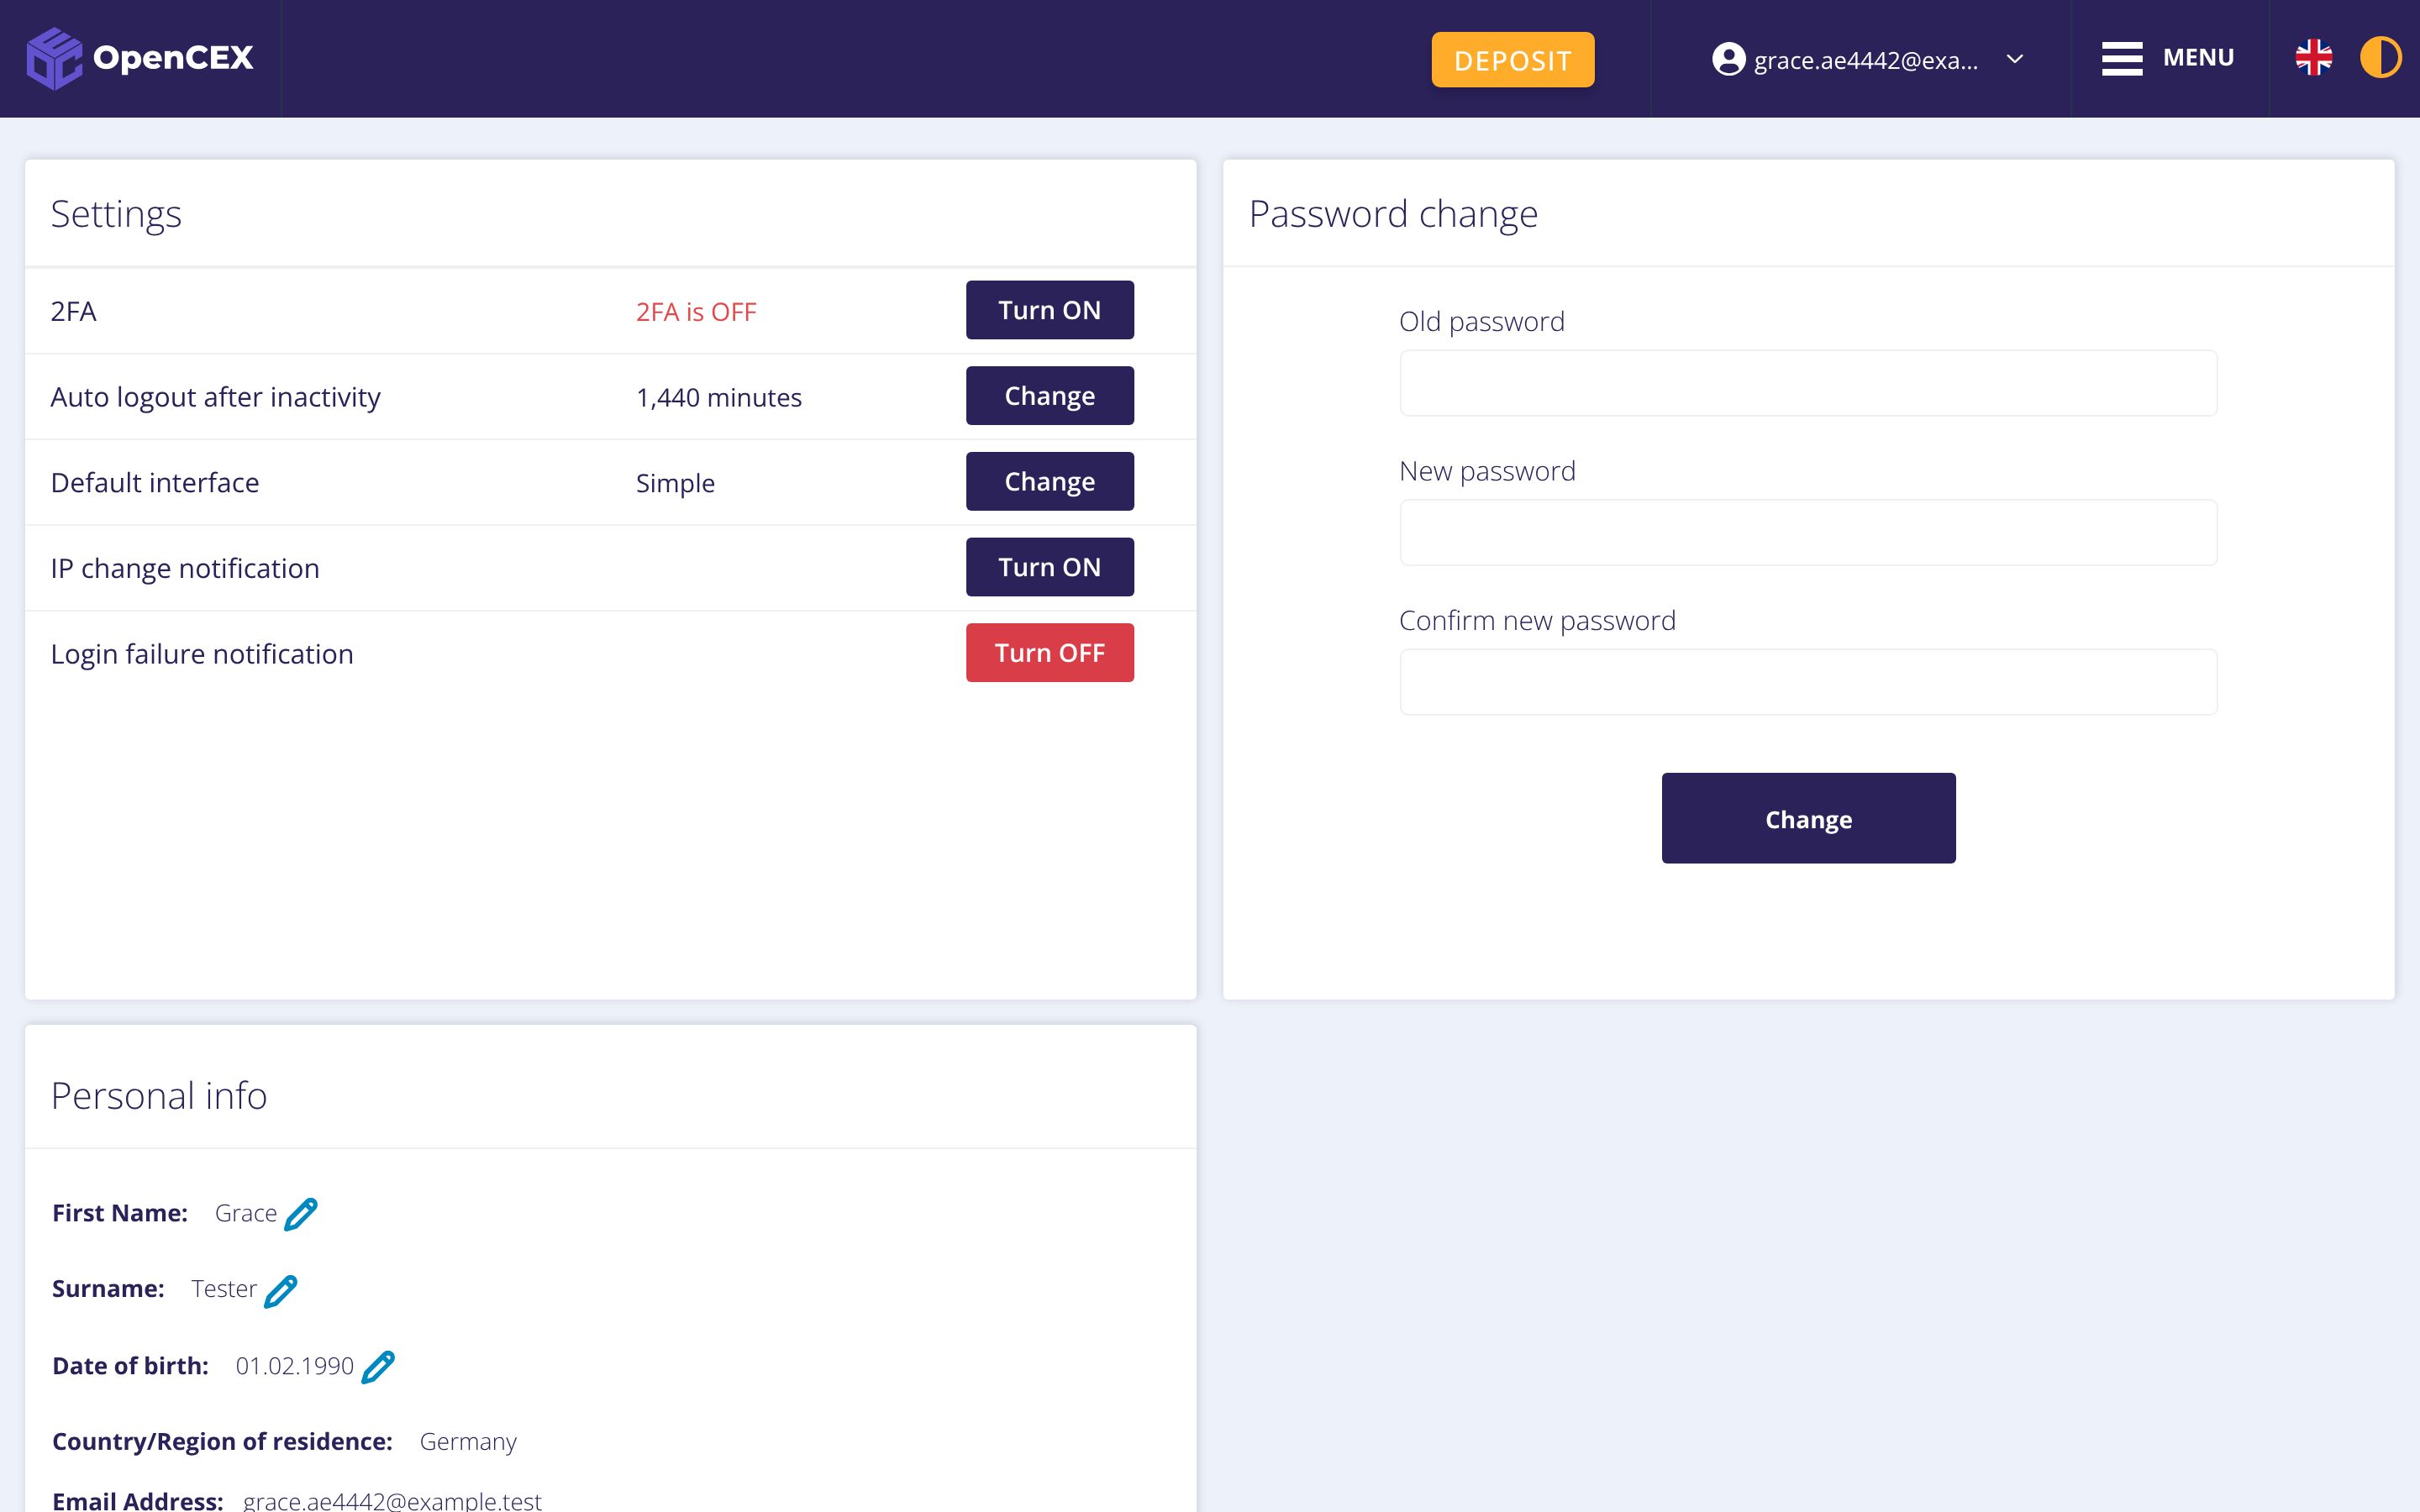 OpenCEX
DEPOSIT
grace.ae4442@exa...
MENU
Settings
2FA
2FA is OFF
Turn ON
Auto logout after inactivity
1,440 minutes
Change
Default interface
Simple
Change
IP change notification
Turn ON
Login failure notification
Turn OFF
Password change
Old password
New password
Confirm new password
Change
Personal info
First Name: Grace
Surname: Tester
Date of birth: 01.02.1990
Country/Region of residence: Germany
Email Address: grace.ae4442@example.test